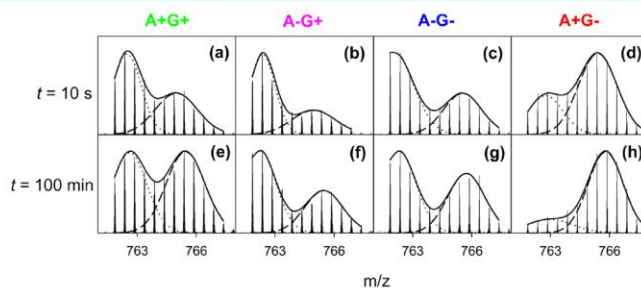 A+G+ A-G+ A-G- A+G-
(a) (b) (c) (d)
t = 10 s
(e) (f) (g) (h)
t = 100 min
763 766 763 766 763 766 763 766
m/z